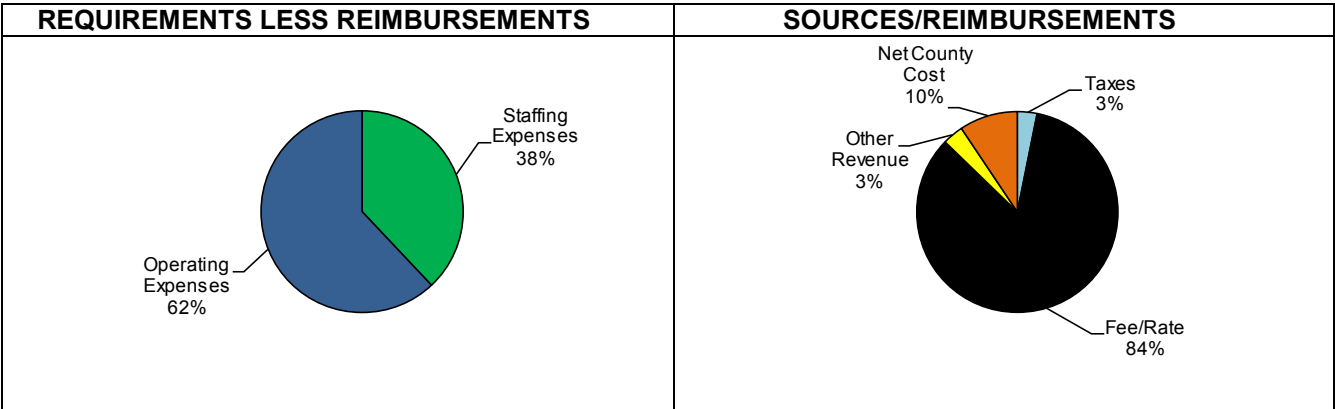 REQUIREMENTS LESS REIMBURSEMENTS
Staffing
Expenses
38%
Operating
Expenses
62%
SOURCES/REIMBURSEMENTS
Net County
Cost
10%
Taxes
3%
Other
Revenue
3%
Fee/Rate
84%